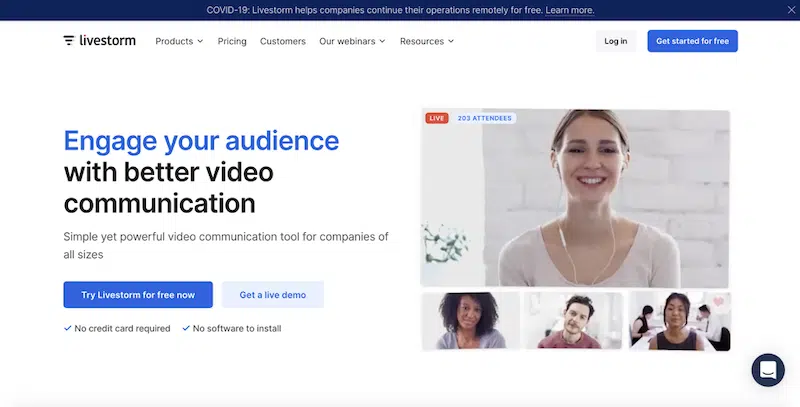 COVID-19: Livestorm helps companies continue their operations remotely for free. Learn more.
livestorm Products Pricing Customers Our webinars Resources Log in Get started for free
LIVE 203 ATTENDEES
Engage your audience
with better video
communication
Simple yet powerful video communication tool for companies of
all sizes
Try Livestorm for free now Get a live demo
No credit card required No software to install